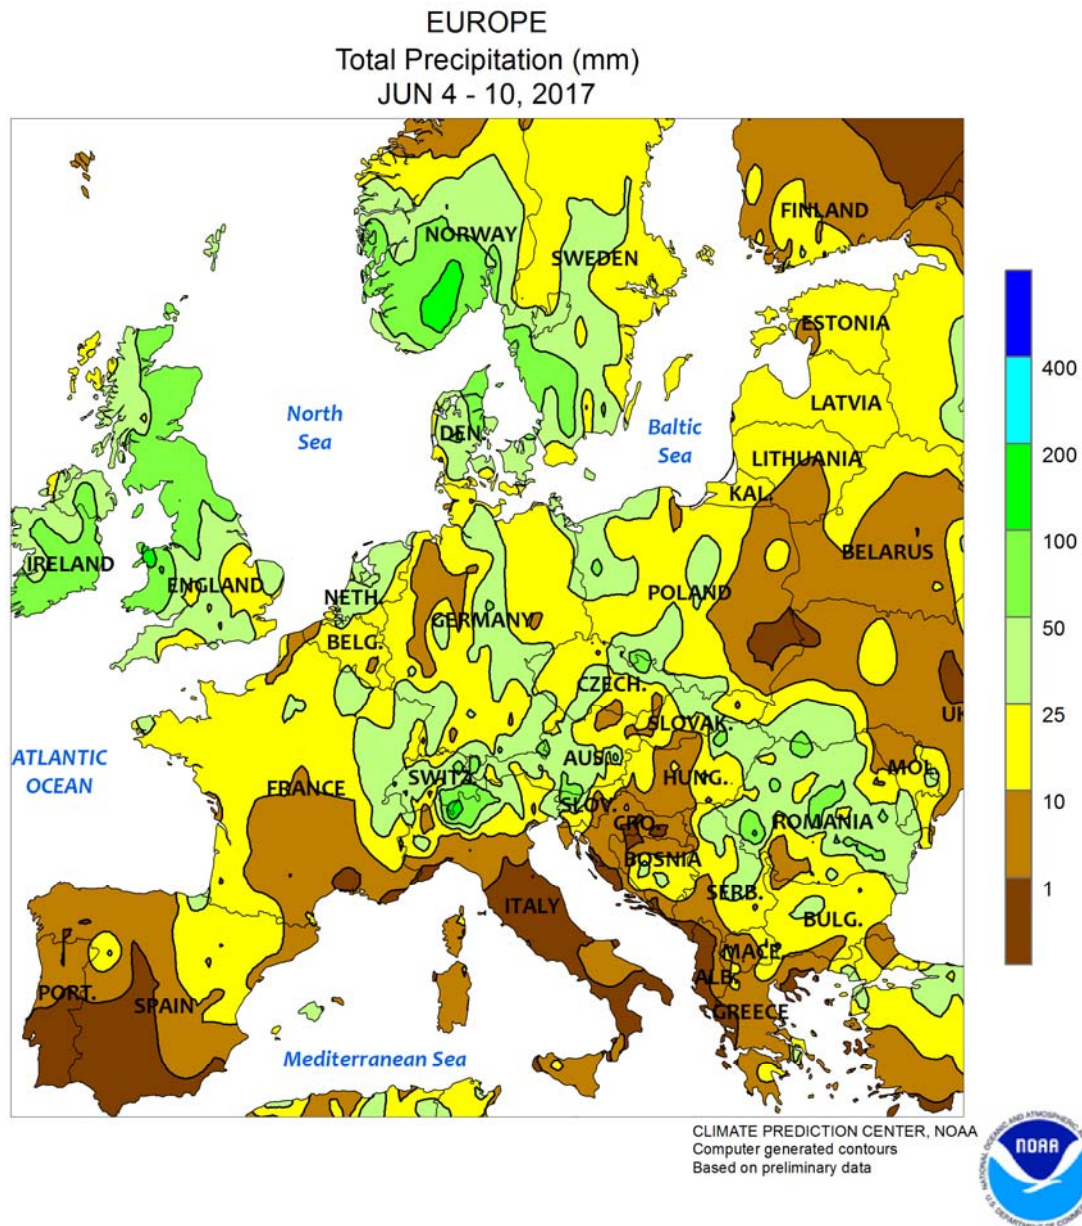 EUROPE
Total Precipitation (mm)
JUN 4 - 10, 2017
FINLAND
NORWAY
SWEDEN
ESTONIA
400
North
Sea
LATVIA
Baltic
Sea
DEN.
200
LITHUANIA
KAL.
100
BELARUS
IRELAND
ENGLAND
NETH.
POLAND
GERMANY
50
BELG.
CZECH.
25
UK
SLOVAK.
ATLANTIC
OCEAN
AUS.
MOL.
SWITZ.
HUNG.
FRANCE
10
SLOV.
CRO.
ROMANIA
BOSNIA
1
SERB.
ITALY
BULG.
MACE.
ALB.
PORT.
SPAIN
GREECE
Mediterranean Sea
CLIMATE PREDICTION CENTER, NOAA
Computer generated contours
Based on preliminary data
NOAA